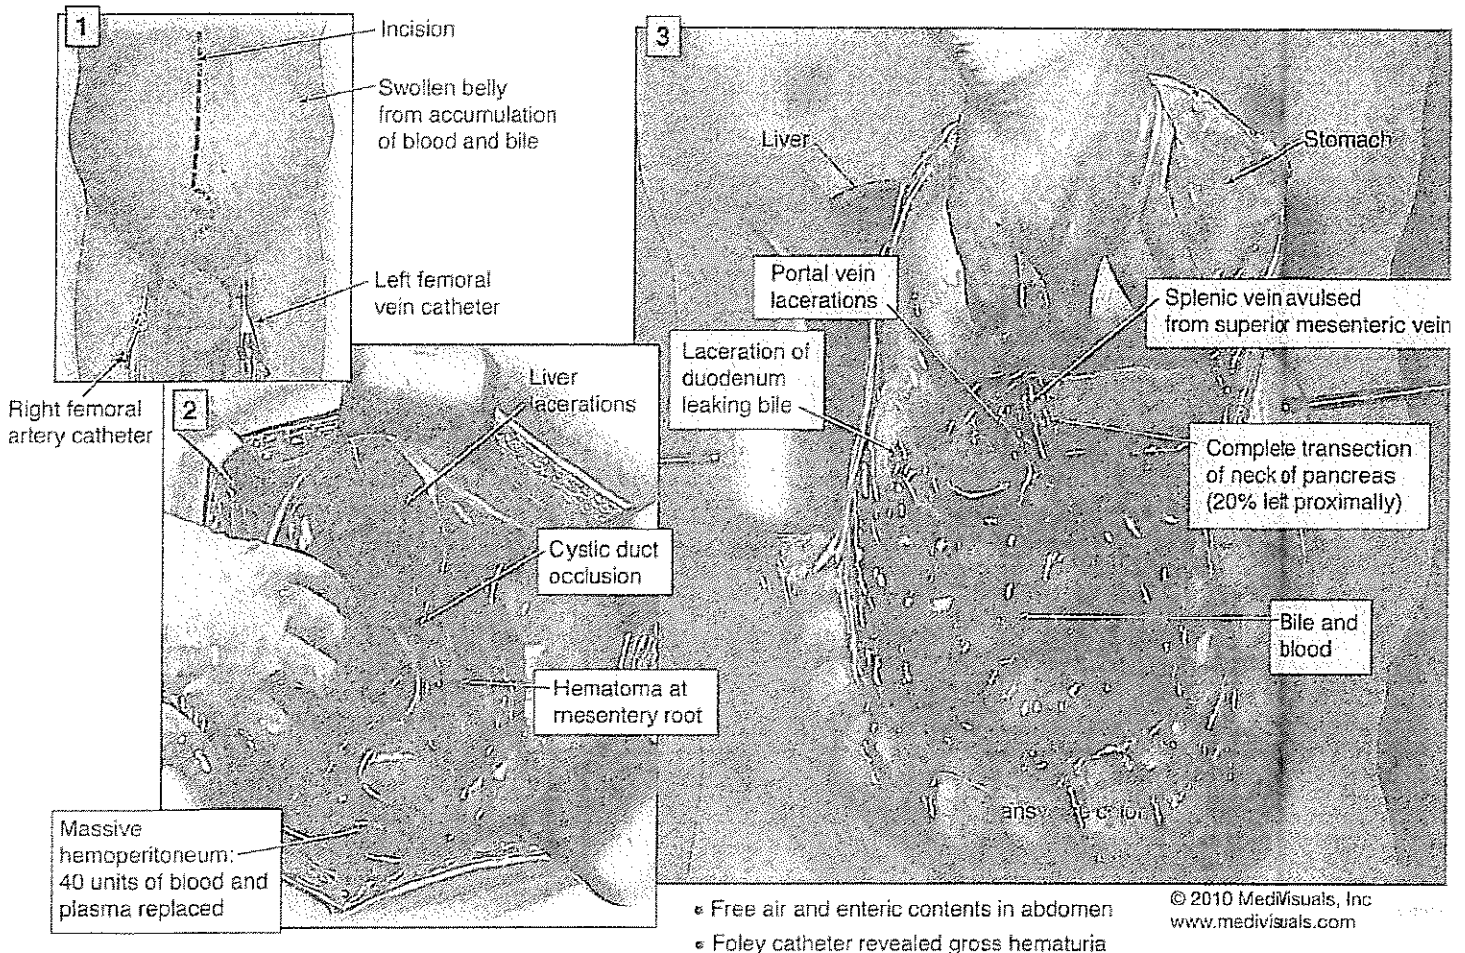 1
Incision
Swollen belly
from accumulation
of blood and bile
Left femoral
vein catheter
Right femoral
artery catheter
2
Liver
lacerations
Cystic duct
occlusion
Hematoma at
mesentery root
Massive
hemoperitoneum:
40 units of blood and
plasma replaced
3
Liver
Stomach
Portal vein
lacerations
Splenic vein avulsed
from superior mesenteric vein
Laceration of
duodenum
leaking bile
Complete transection
of neck of pancreas
(20% left proximally)
Bile and
blood
• Free air and enteric contents in abdomen
• Foley catheter revealed gross hematuria
© 2010 MediVisuals, Inc
www.medivisuals.com